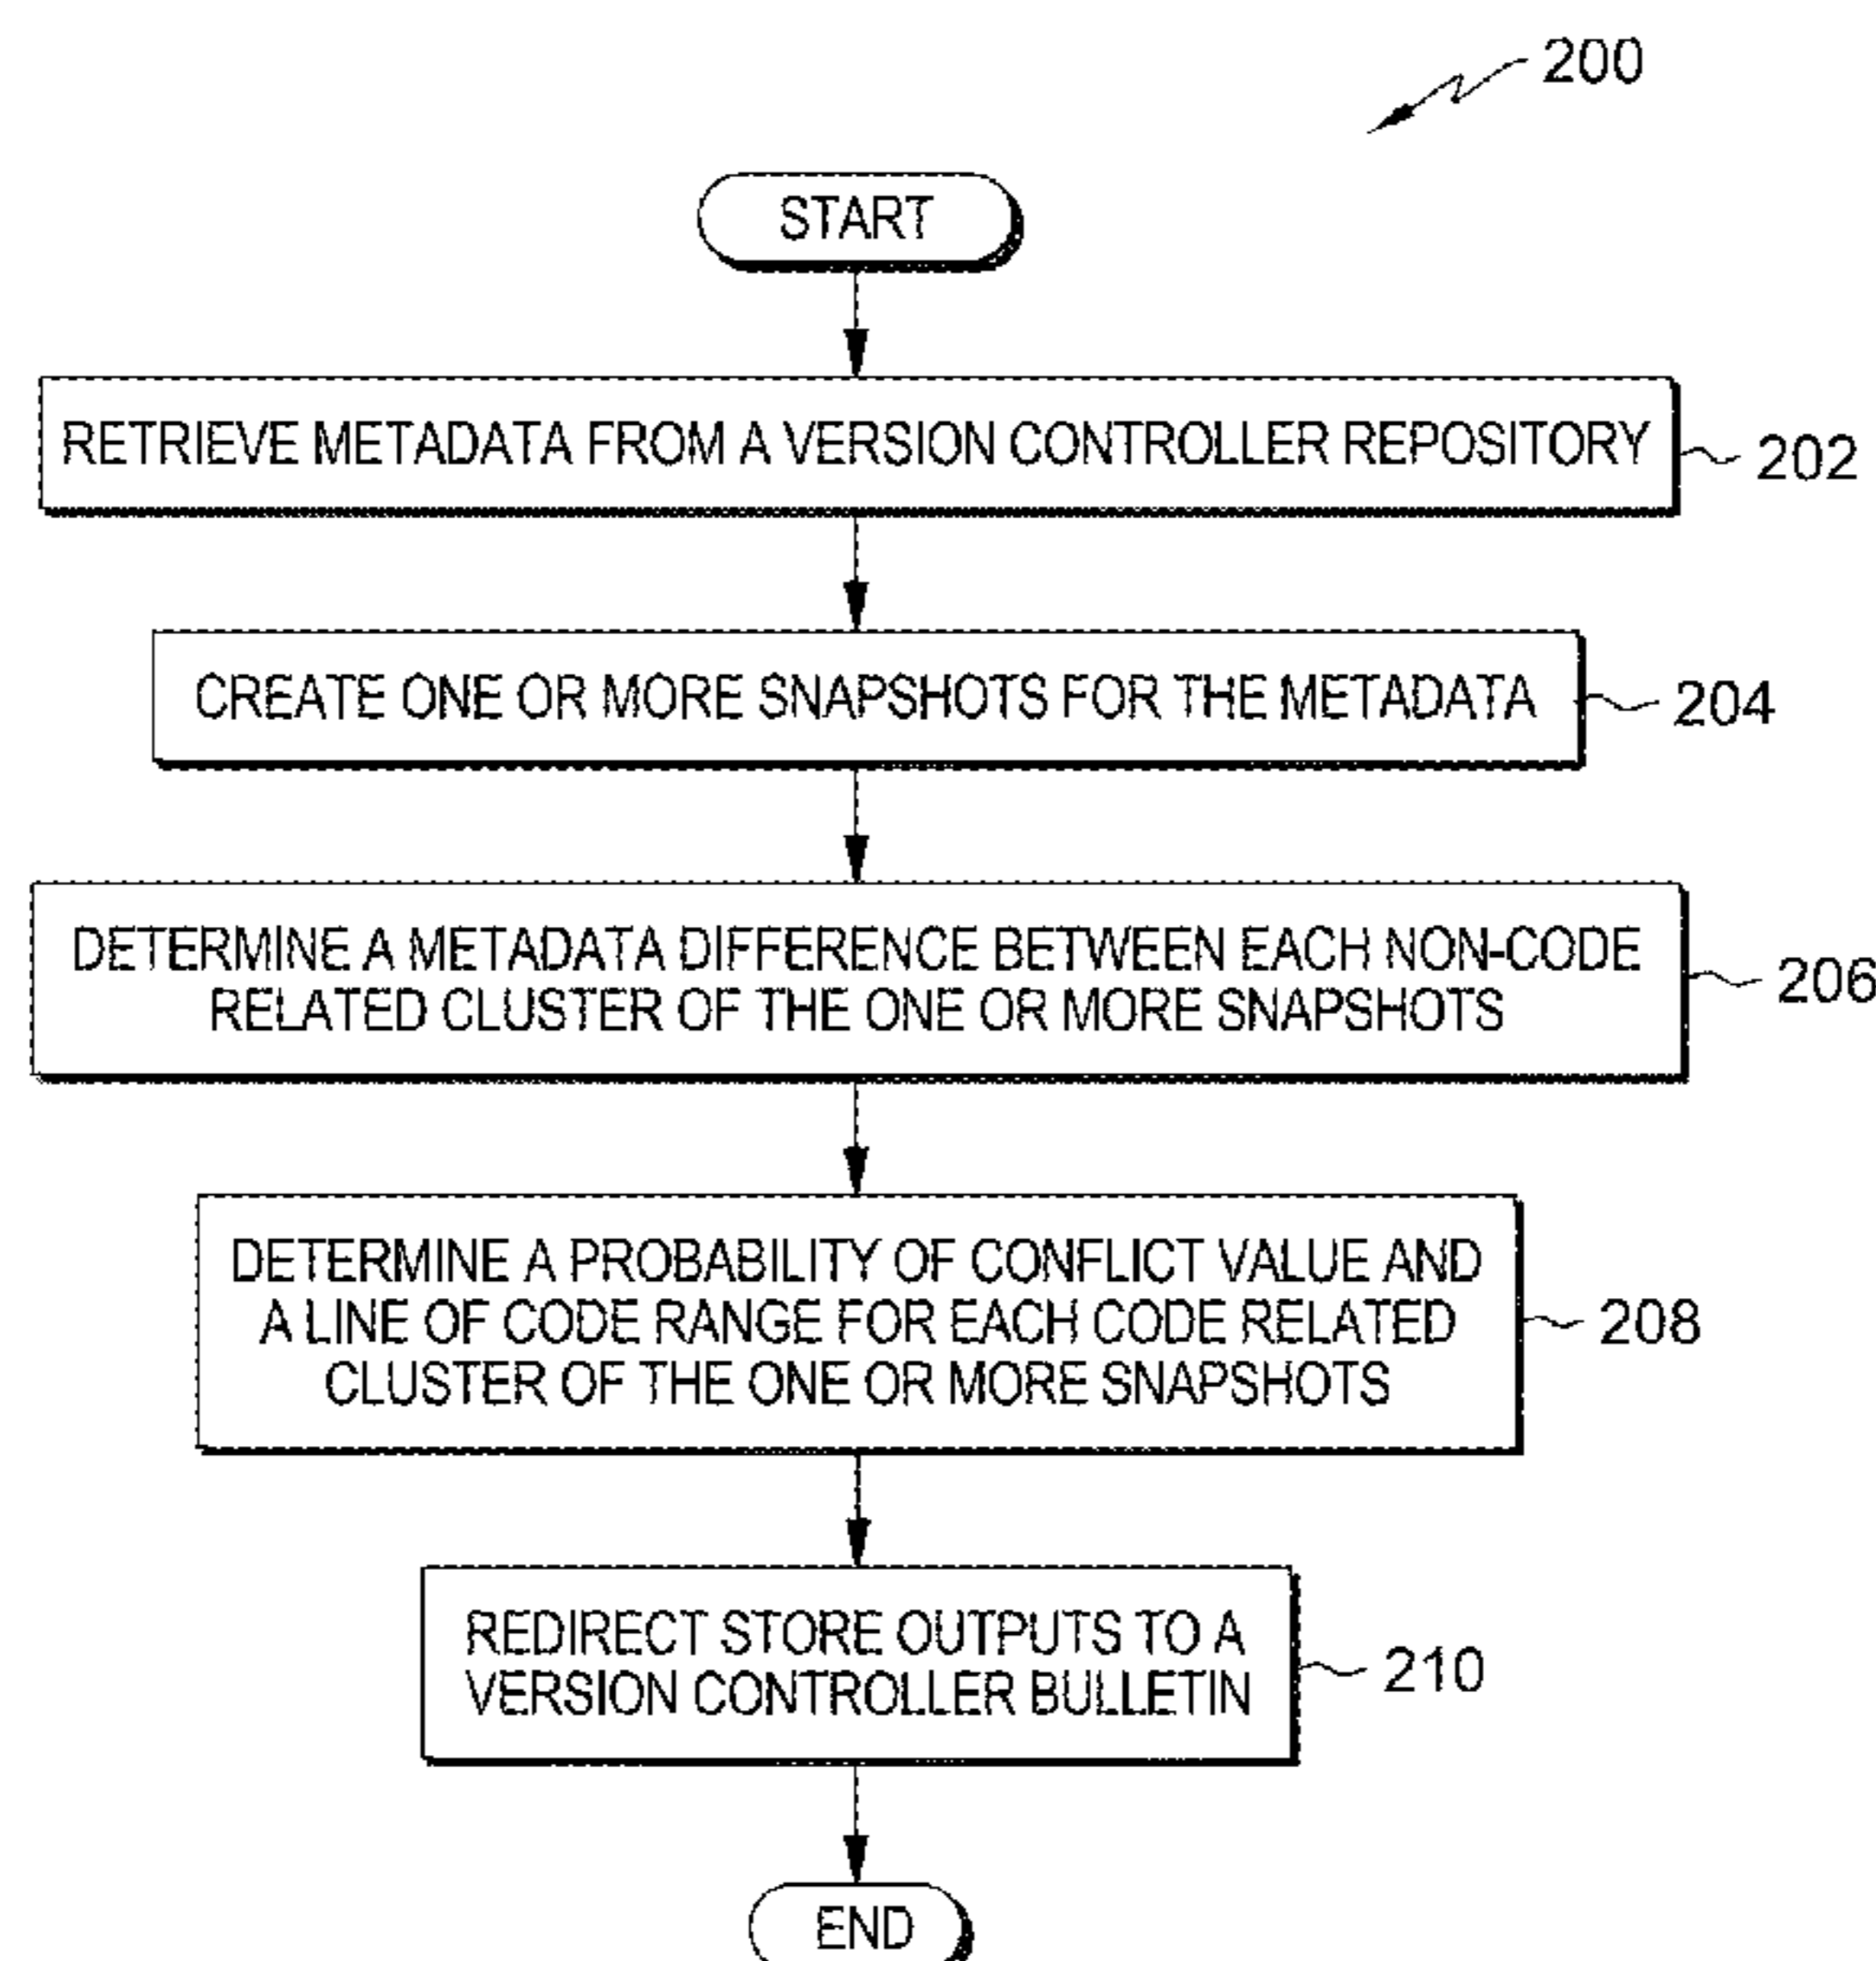 200
START
RETRIEVE METADATA FROM A VERSION CONTROLLER REPOSITORY
202
CREATE ONE OR MORE SNAPSHOTS FOR THE METADATA
204
DETERMINE A METADATA DIFFERENCE BETWEEN EACH NON-CODE
RELATED CLUSTER OF THE ONE OR MORE SNAPSHOTS
206
DETERMINE A PROBABILITY OF CONFLICT VALUE AND
A LINE OF CODE RANGE FOR EACH CODE RELATED
CLUSTER OF THE ONE OR MORE SNAPSHOTS
208
REDIRECT STORE OUTPUTS TO A
VERSION CONTROLLER BULLETIN
210
END